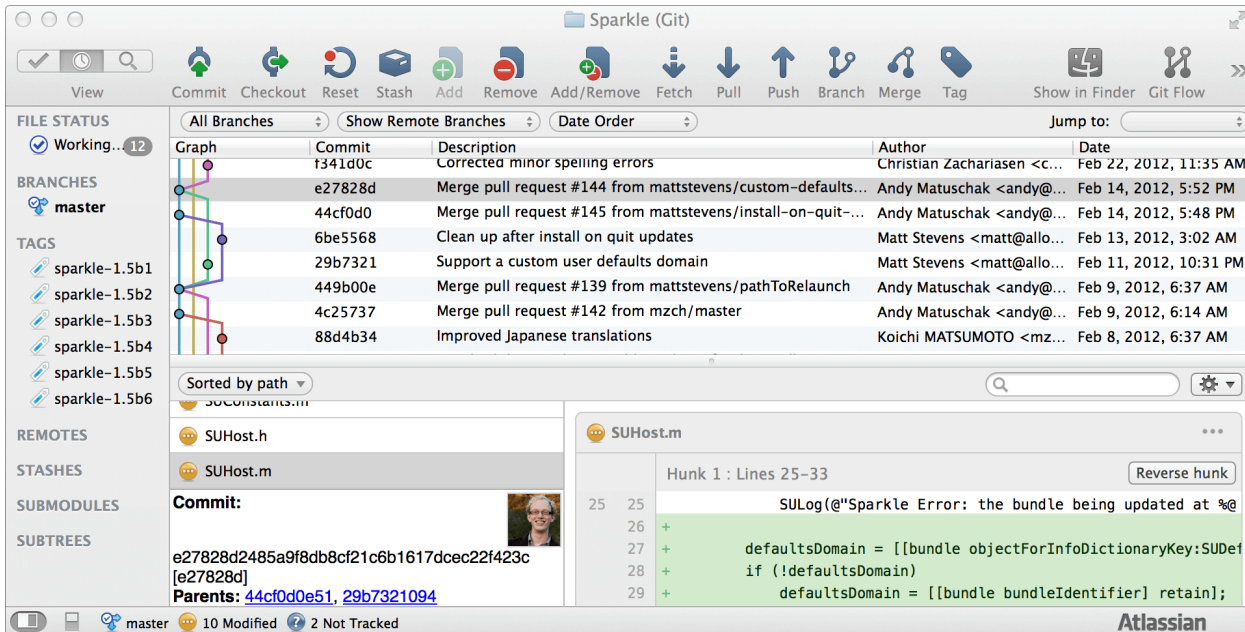 Sparkle (Git)
View
Commit Checkout Reset Stash Add Remove Add/Remove Fetch Pull Push Branch Merge Tag Show in Finder Git Flow
FILE STATUS
Working... 12
BRANCHES
master
TAGS
sparkle-1.5b1
sparkle-1.5b2
sparkle-1.5b3
sparkle-1.5b4
sparkle-1.5b5
sparkle-1.5b6
REMOTES
STASHES
SUBMODULES
SUBTREES
All Branches Show Remote Branches Date Order Jump to:
Graph Commit Description Author Date
f341d0c Corrected minor spelling errors Christian Zachariasen <c... Feb 22, 2012, 11:35 AM
e27828d Merge pull request #144 from mattstevens/custom-defaults... Andy Matuschak <andy@... Feb 14, 2012, 5:52 PM
44cf0d0 Merge pull request #145 from mattstevens/install-on-quit-... Andy Matuschak <andy@... Feb 14, 2012, 5:48 PM
6be5568 Clean up after install on quit updates Matt Stevens <matt@allo... Feb 13, 2012, 3:02 AM
29b7321 Support a custom user defaults domain Matt Stevens <matt@allo... Feb 11, 2012, 10:31 PM
449b00e Merge pull request #139 from mattstevens/pathToRelaunch Andy Matuschak <andy@... Feb 9, 2012, 6:37 AM
4c25737 Merge pull request #142 from mzch/master Andy Matuschak <andy@... Feb 9, 2012, 6:14 AM
88d4b34 Improved Japanese translations Koichi MATSUMOTO <mz... Feb 8, 2012, 6:37 AM
Sorted by path
SUConstants.m
SUHost.h
SUHost.m
Commit:
e27828d2485a9f8db8cf21c6b1617dcec22f423c
[e27828d]
Parents: 44cf0d0e51, 29b7321094
SUHost.m
Hunk 1 : Lines 25-33 Reverse hunk
25 25 SULog(@"Sparkle Error: the bundle being updated at %@
26 +
27 + defaultsDomain = [[bundle objectForInfoDictionaryKey:SUDef
28 + if (!defaultsDomain)
29 + defaultsDomain = [[bundle bundleIdentifier] retain];
master 10 Modified 2 Not Tracked Atlassian